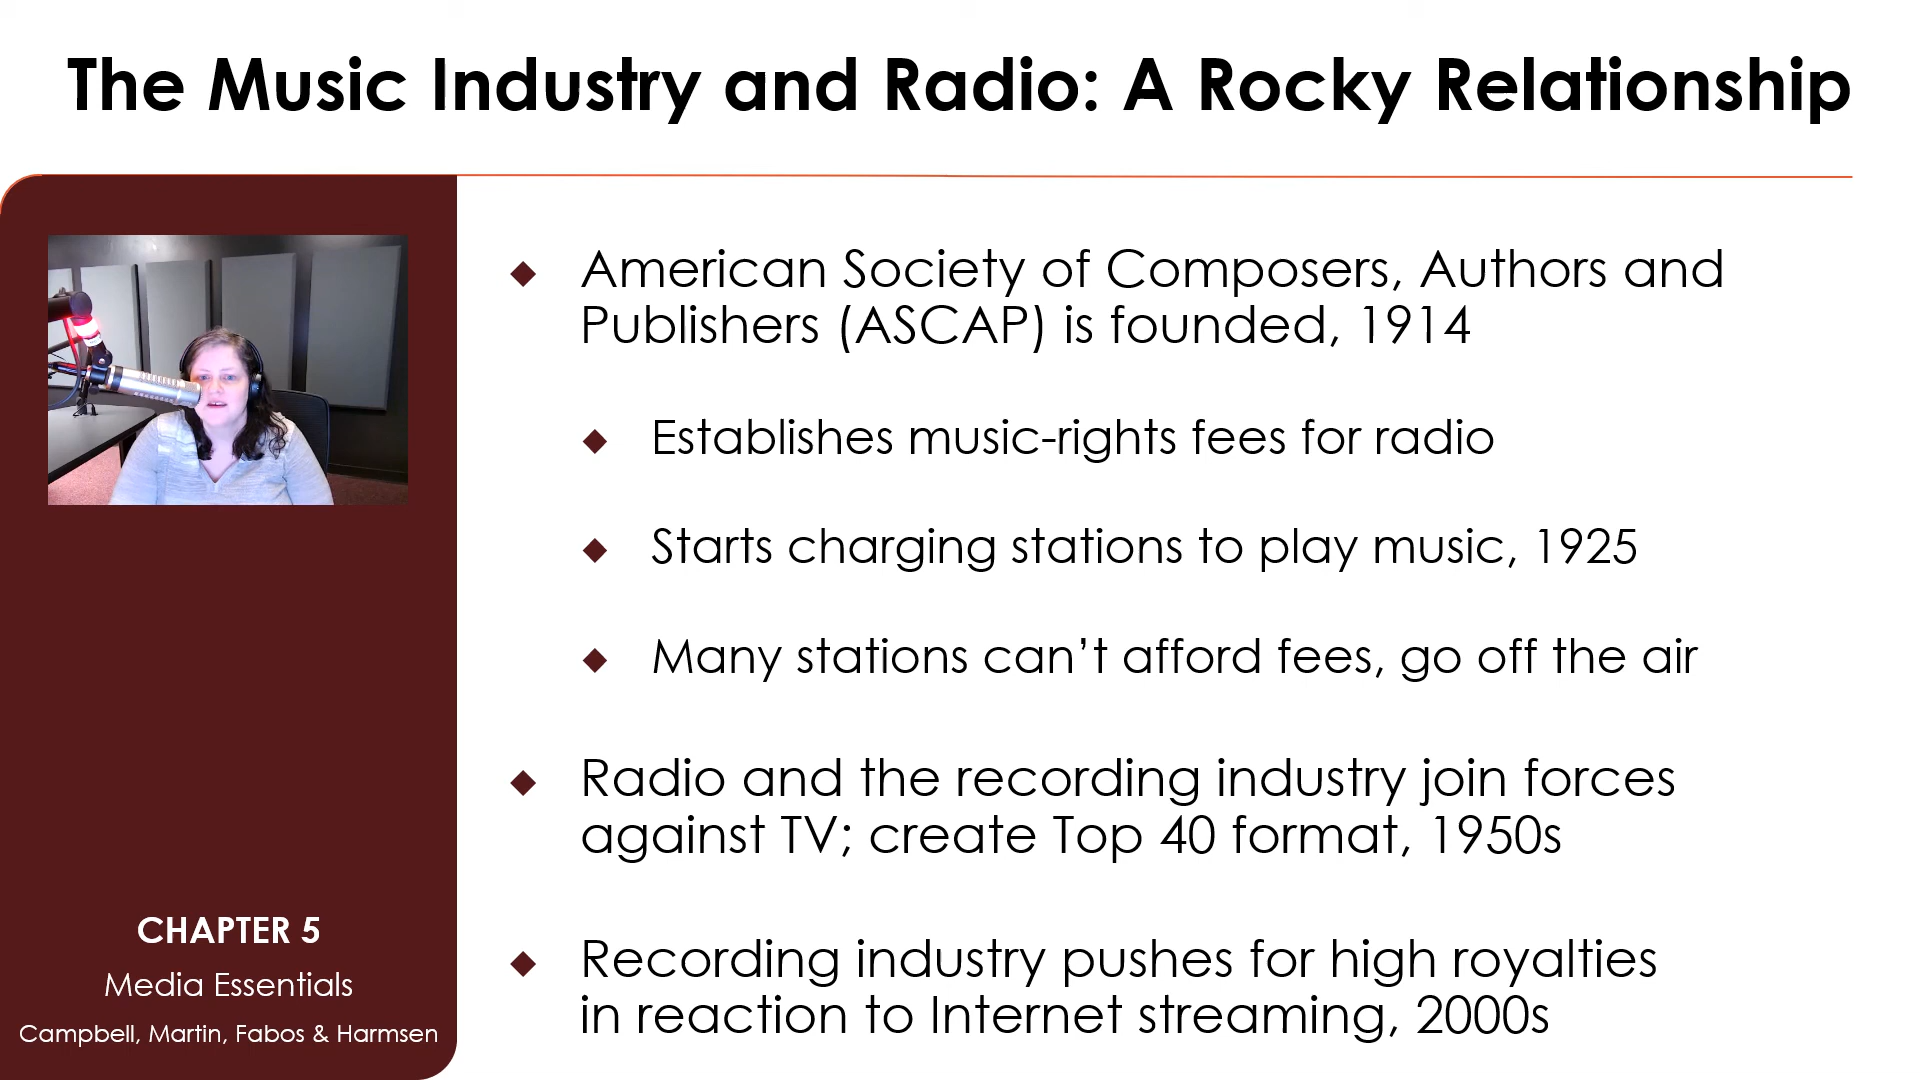 The Music Industry and Radio: A Rocky Relationship
American Society of Composers, Authors and
Publishers (ASCAP) is founded, 1914
Establishes music-rights fees for radio
Starts charging stations to play music, 1925
Many stations can’t afford fees, go off the air
Radio and the recording industry join forces
against TV; create Top 40 format, 1950s
Recording industry pushes for high royalties
in reaction to Internet streaming, 2000s
CHAPTER 5
Media Essentials
Campbell, Martin, Fabos & Harmsen